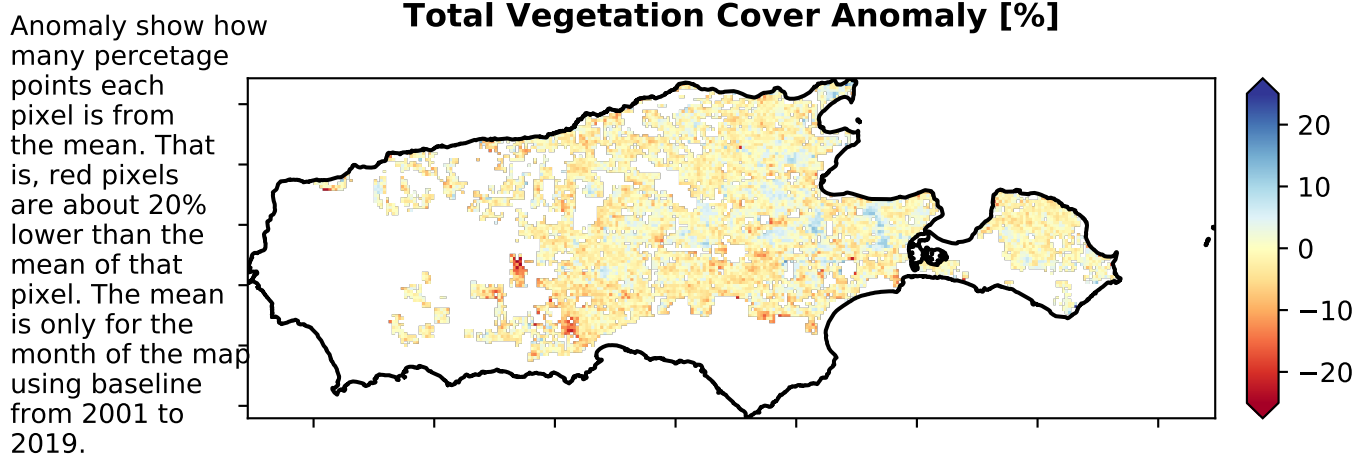 Total Vegetation Cover Anomaly [%]
Anomaly show how
many percetage
points each
pixel is from
the mean. That
is, red pixels
are about 20%
lower than the
mean of that
pixel. The mean
is only for the
month of the map
using baseline
from 2001 to
2019.
20
10
0
−10
−20